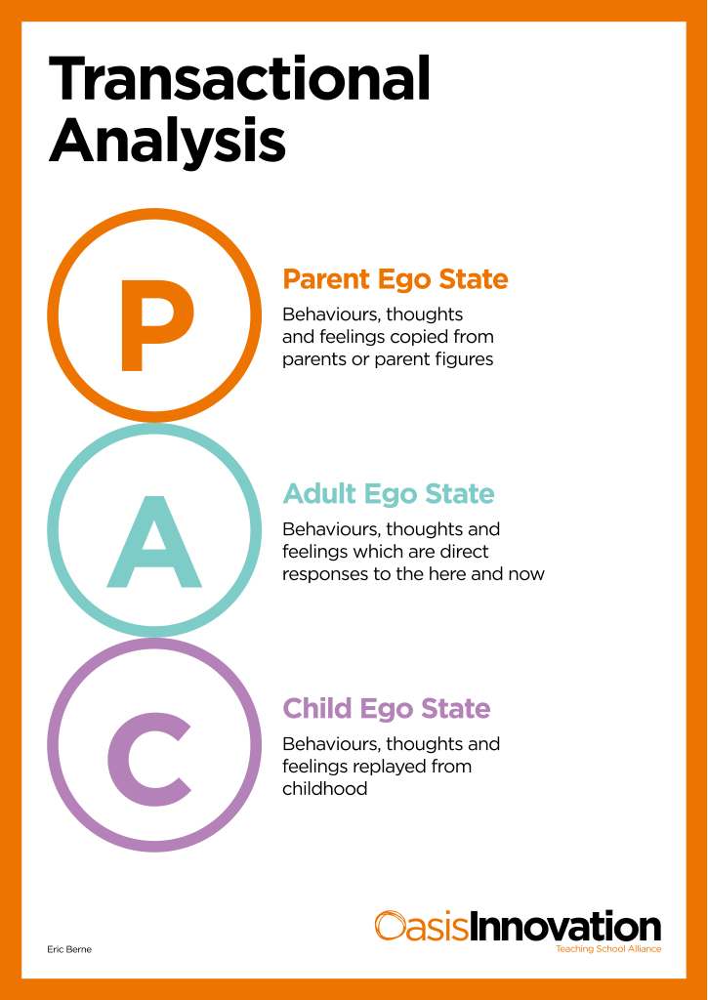 Transactional
Analysis
P
Parent Ego State
Behaviours, thoughts
and feelings copied from
parents or parent figures
A
Adult Ego State
Behaviours, thoughts and
feelings which are direct
responses to the here and now
C
Child Ego State
Behaviours, thoughts and
feelings replayed from
childhood
OasisInnovation
Teaching School Alliance
Eric Berne